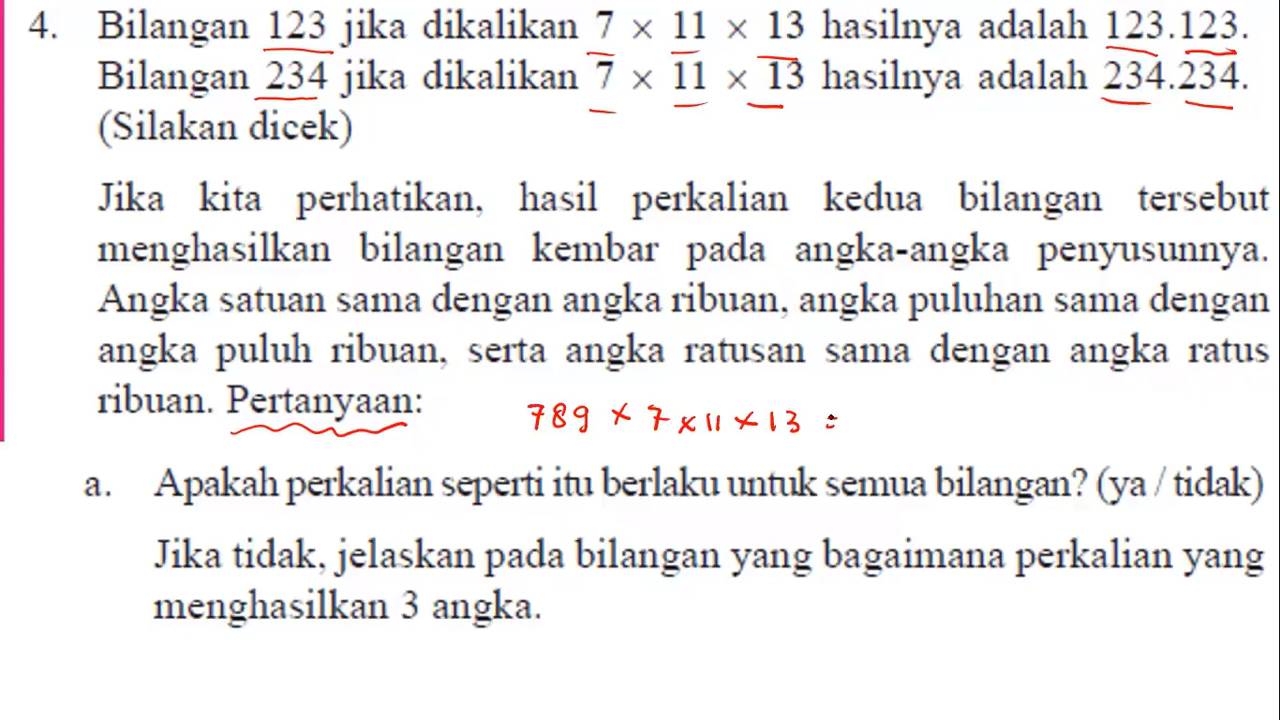 4. Bilangan 123 jika dikalikan 7 × 11 × 13 hasilnya adalah 123.123.
Bilangan 234 jika dikalikan 7 × 11 × 13 hasilnya adalah 234.234.
(Silakan dicek)
Jika kita perhatikan, hasil perkalian kedua bilangan tersebut
menghasilkan bilangan kembar pada angka-angka penyusunnya.
Angka satuan sama dengan angka ribuan, angka puluhan sama dengan
angka puluh ribuan, serta angka ratusan sama dengan angka ratus
ribuan. Pertanyaan:
789 × 7 × 11 × 13 =
a. Apakah perkalian seperti itu berlaku untuk semua bilangan? (ya / tidak)
Jika tidak, jelaskan pada bilangan yang bagaimana perkalian yang
menghasilkan 3 angka.